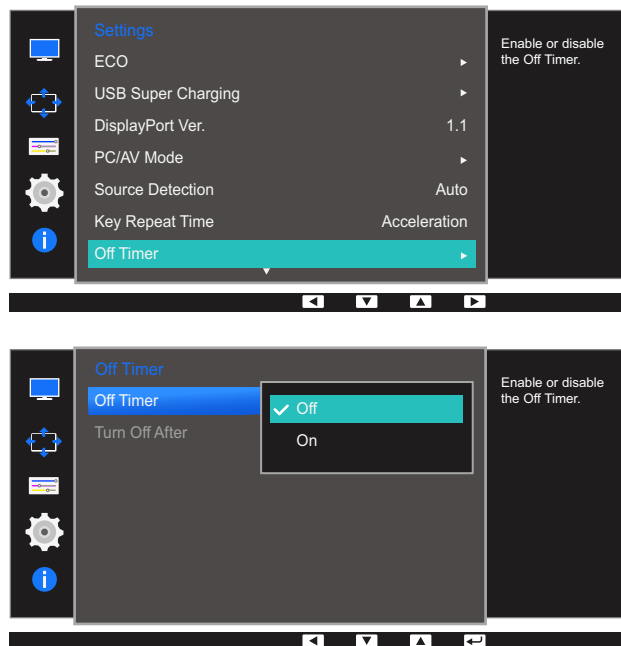 Settings
Enable or disable
the Off Timer.
ECO
USB Super Charging
DisplayPort Ver. 1.1
PC/AV Mode
Source Detection Auto
Key Repeat Time Acceleration
Off Timer
Off Timer
Enable or disable
the Off Timer.
Off Timer
Off
Turn Off After
On